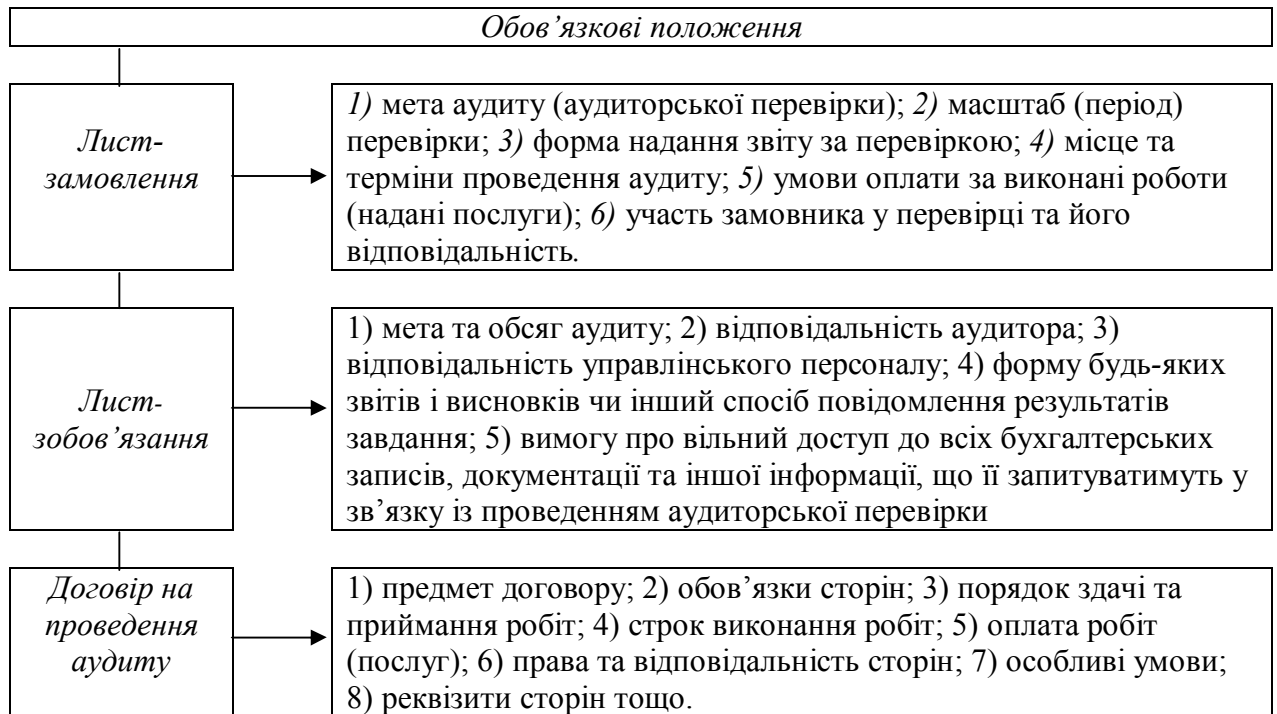 Обов’язкові положення
Лист-
замовлення
1) мета аудиту (аудиторської перевірки); 2) масштаб (період)
перевірки; 3) форма надання звіту за перевіркою; 4) місце та
терміни проведення аудиту; 5) умови оплати за виконані роботи
(надані послуги); 6) участь замовника у перевірці та його
відповідальність.
Лист-
зобов’язання
1) мета та обсяг аудиту; 2) відповідальність аудитора; 3)
відповідальність управлінського персоналу; 4) форму будь-яких
звітів і висновків чи інший спосіб повідомлення результатів
завдання; 5) вимогу про вільний доступ до всіх бухгалтерських
записів, документації та іншої інформації, що її запитуватимуть у
зв’язку із проведенням аудиторської перевірки
Договір на
проведення
аудиту
1) предмет договору; 2) обов’язки сторін; 3) порядок здачі та
приймання робіт; 4) строк виконання робіт; 5) оплата робіт
(послуг); 6) права та відповідальність сторін; 7) особливі умови;
8) реквізити сторін тощо.